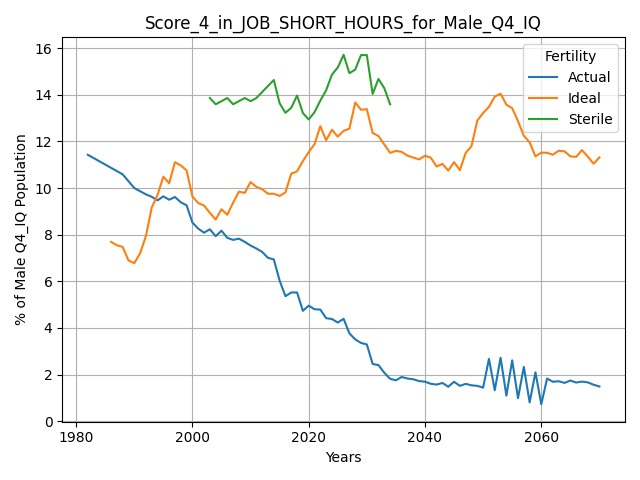 Score_4_in_JOB_SHORT_HOURS_for_Male_Q4_IQ
% of Male Q4_IQ Population
16
14
12
10
8
6
4
2
0
Fertility
Actual
Ideal
Sterile
1980
2000
2020
2040
2060
Years